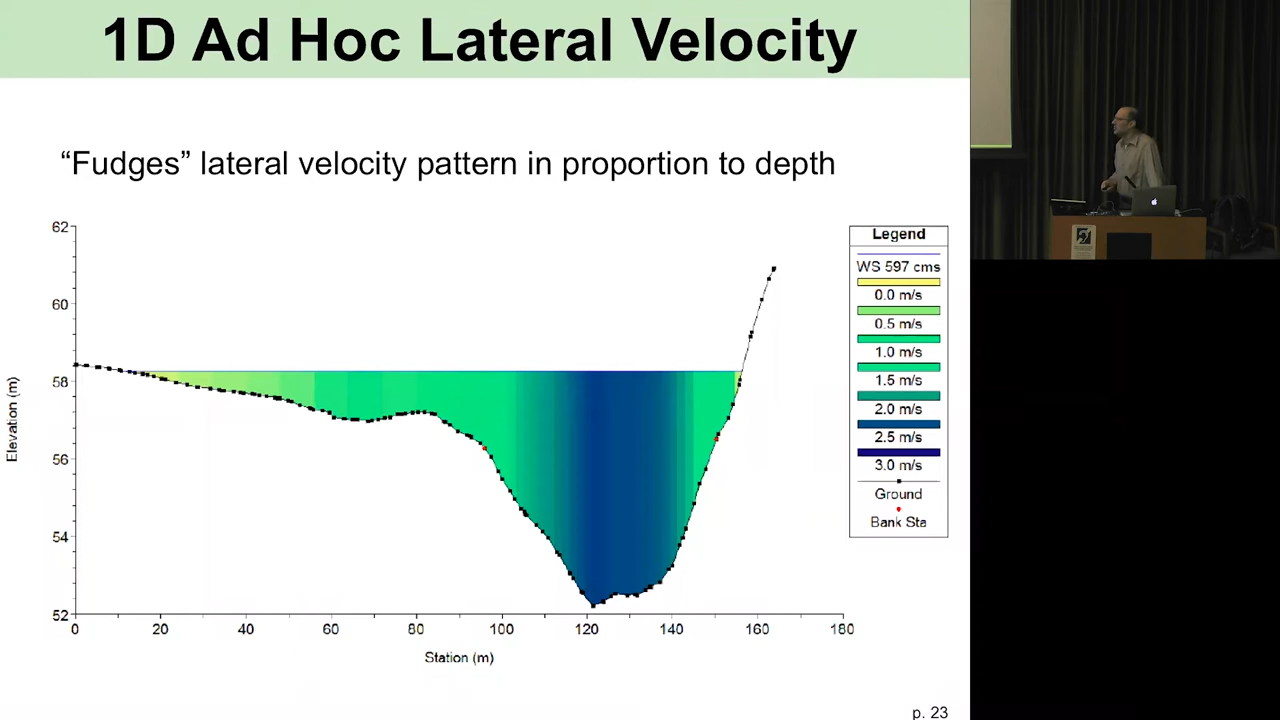 1D Ad Hoc Lateral Velocity
“Fudges” lateral velocity pattern in proportion to depth
62
60
58
56
54
52
Elevation (m)
0 20 40 60 80 100 120 140 160 180
Station (m)
Legend
WS 597 cms
0.0 m/s
0.5 m/s
1.0 m/s
1.5 m/s
2.0 m/s
2.5 m/s
3.0 m/s
Ground
Bank Sta
p. 23